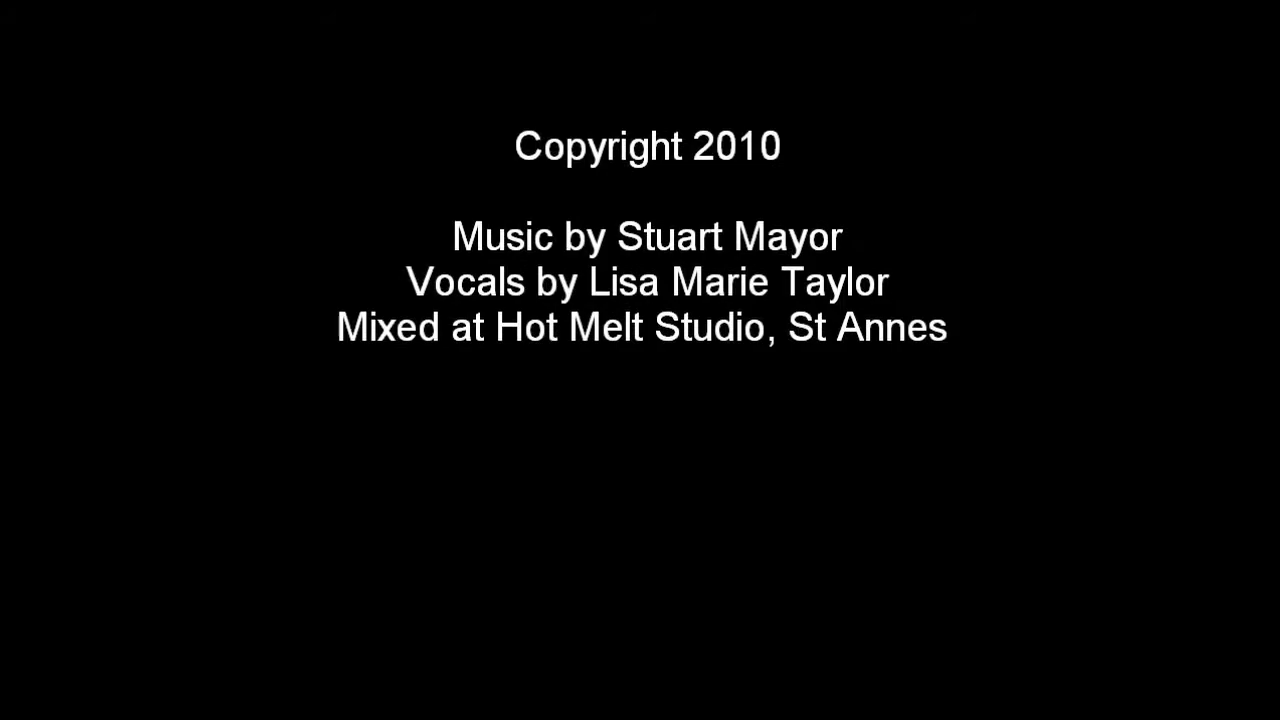 Copyright 2010
Music by Stuart Mayor
Vocals by Lisa Marie Taylor
Mixed at Hot Melt Studio, St Annes